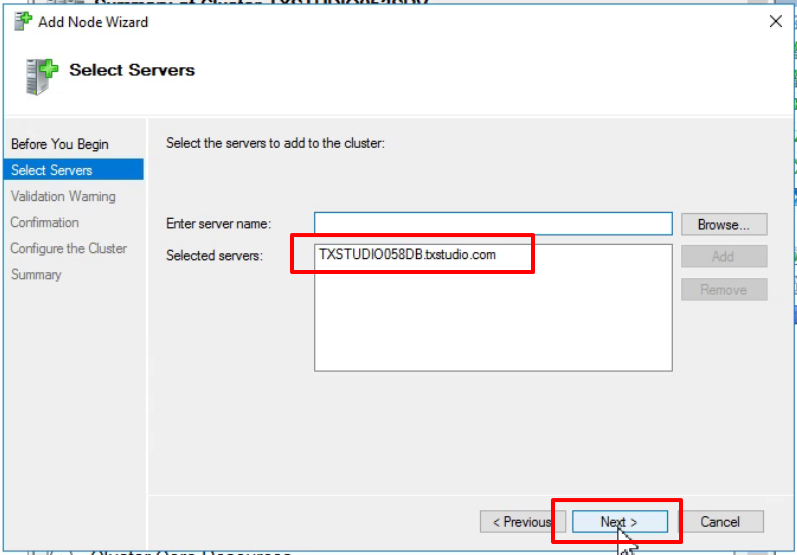 Add Node Wizard
Select Servers
Before You Begin
Select Servers
Validation Warning
Confirmation
Configure the Cluster
Summary
Select the servers to add to the cluster:
Enter server name:
Browse...
Selected servers:
TXSTUDIO058DB.txstudio.com
Add
Remove
< Previous
Next >
Cancel